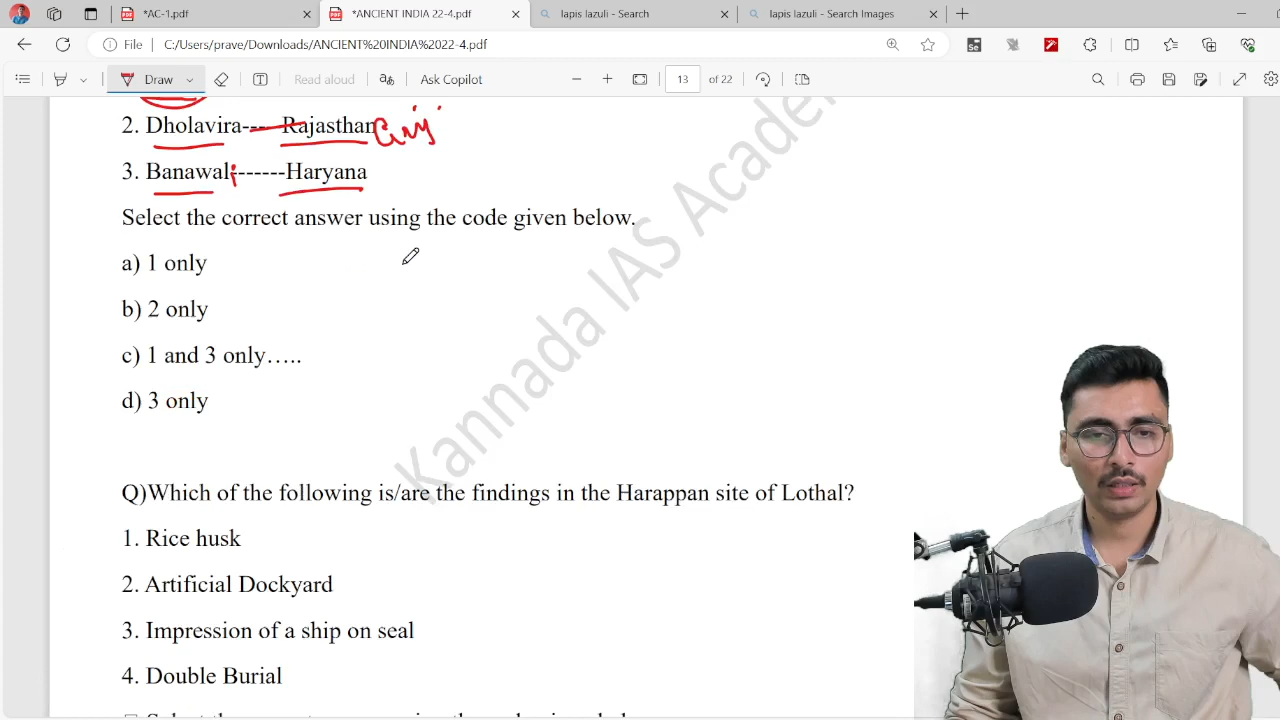 *AC-1.pdf
*ANCIENT INDIA 22-4.pdf
lapis lazuli - Search
lapis lazuli - Search Images
File
C:/Users/prave/Downloads/ANCIENT%20INDIA%2022-4.pdf
Draw
Read aloud
Ask Copilot
13 of 22
2. Dholavira---- Rajasthan Guj
3. Banawali------Haryana
Select the correct answer using the code given below.
a) 1 only
b) 2 only
c) 1 and 3 only…..
d) 3 only
Q)Which of the following is/are the findings in the Harappan site of Lothal?
1. Rice husk
2. Artificial Dockyard
3. Impression of a ship on seal
4. Double Burial
Kannada IAS Academ